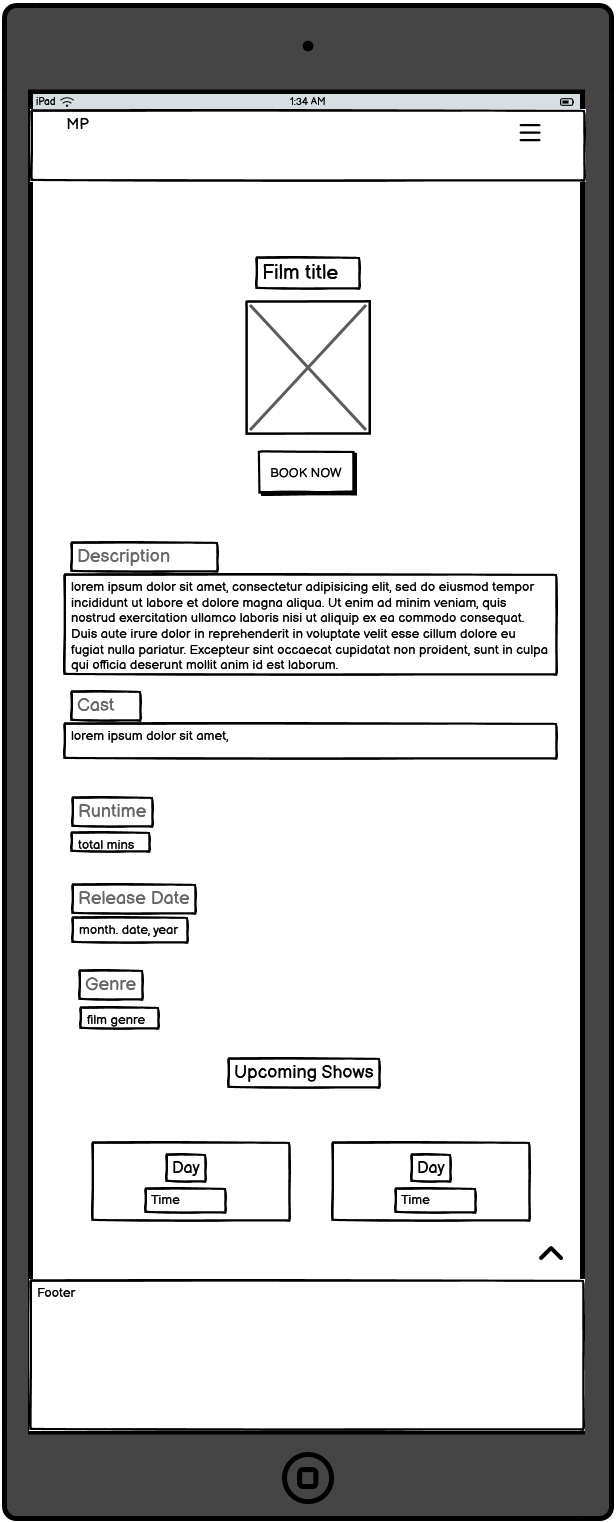 iPad
1:34 AM
MP
Film title
BOOK NOW
Description
lorem ipsum dolor sit amet, consectetur adipisicing elit, sed do eiusmod tempor
incididunt ut labore et dolore magna aliqua. Ut enim ad minim veniam, quis
nostrud exercitation ullamco laboris nisi ut aliquip ex ea commodo consequat.
Duis aute irure dolor in reprehenderit in voluptate velit esse cillum dolore eu
fugiat nulla pariatur. Excepteur sint occaecat cupidatat non proident, sunt in culpa
qui officia deserunt mollit anim id est laborum.
Cast
lorem ipsum dolor sit amet,
Runtime
total mins
Release Date
month. date, year
Genre
film genre
Upcoming Shows
Day
Time
Day
Time
Footer